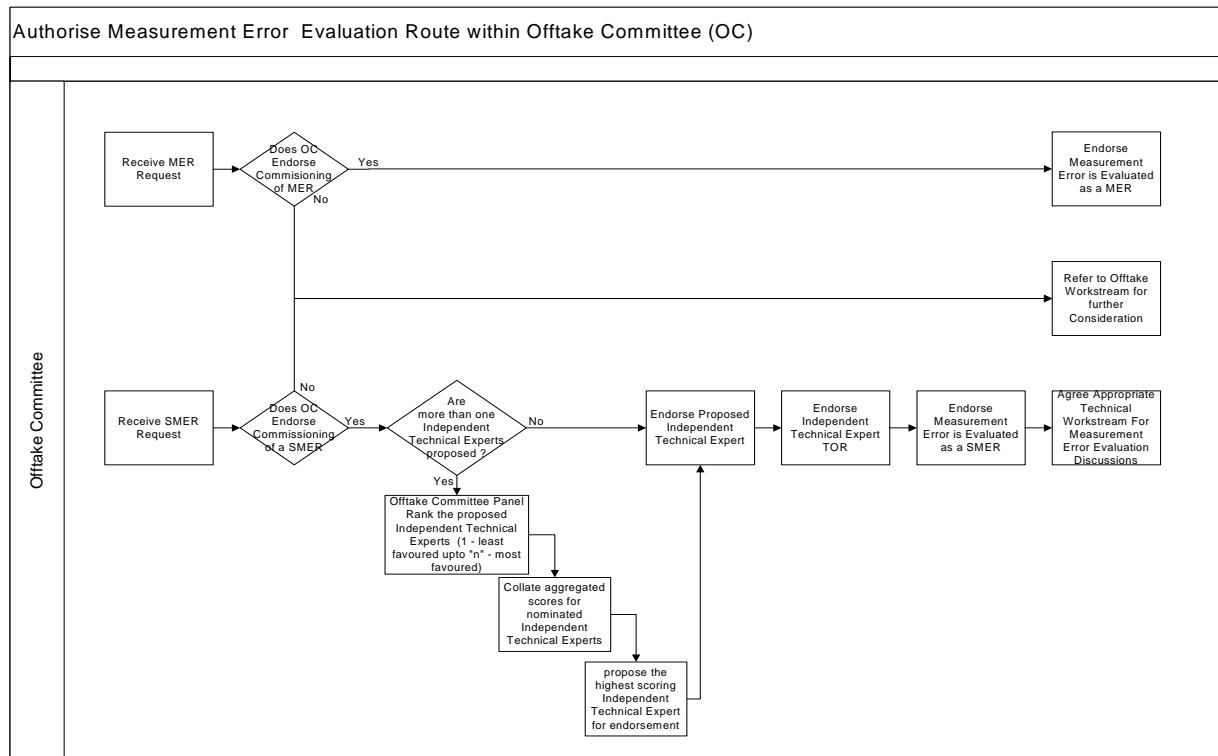 Authorise Measurement Error Evaluation Route within Offtake Committee (OC)
Offtake Committee
Receive MER
Request
Does OC
Endorse
Commisioning
of MER
Yes
No
Endorse
Measurement
Error is Evaluated
as a MER
Refer to Offtake
Workstream for
further
Consideration
Receive SMER
Request
No
Does OC
Endorse
Commissioning
of a SMER
Yes
Are
more than one
Independent
Technical Experts
proposed ?
No
Yes
Endorse Proposed
Independent
Technical Expert
Endorse
Independent
Technical Expert
TOR
Endorse
Measurement
Error is Evaluated
as a SMER
Agree Appropriate
Technical
Workstream For
Measurement
Error Evaluation
Discussions
Offtake Committee Panel
Rank the proposed
Independent Technical
Experts (1 - least
favoured upto "n" - most
favoured)
Collate aggregated
scores for
nominated
Independent
Technical Experts
propose the
highest scoring
Independent
Technical Expert
for endorsement